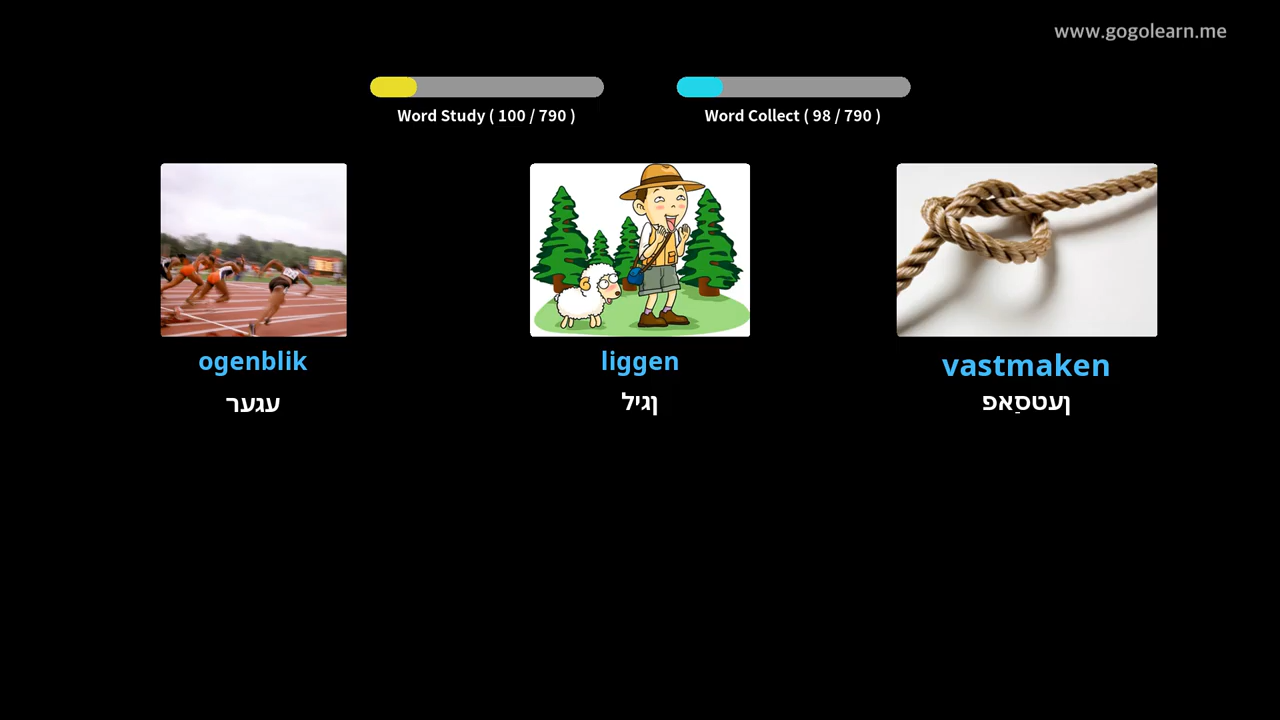 www.gogolearn.me
Word Study ( 100 / 790 )
Word Collect ( 98 / 790 )
ogenblik
liggen
vastmaken
עגער
ןגיל
ןעטסַאפ